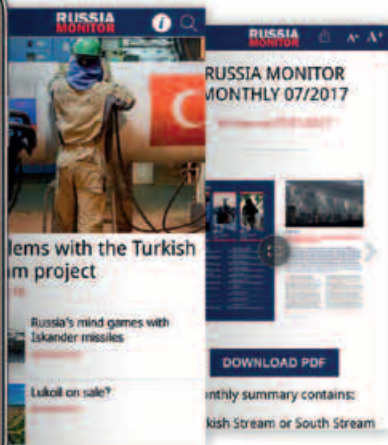 RUSSIA
MONITOR
i
lems with the Turkish
am project
Russia's mind games with
Iskander missiles
Lukoil on sale?
RUSSIA
MONITOR
A- A+
RUSSIA MONITOR
MONTHLY 07/2017
DOWNLOAD PDF
nthly summary contains:
kish Stream or South Stream